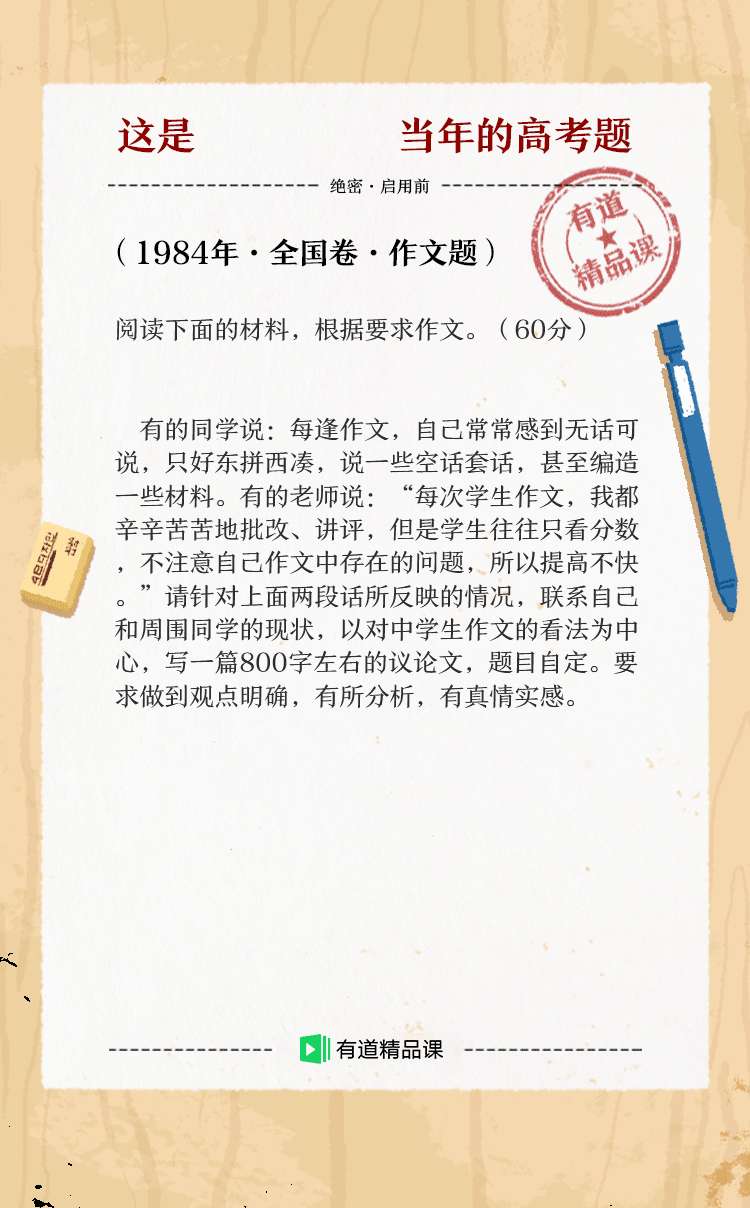 这是 当年的高考题
绝密·启用前
有道
精品课
（1984年·全国卷·作文题）
阅读下面的材料，根据要求作文。（60分）
有的同学说：每逢作文，自己常常感到无话可
说，只好东拼西凑，说一些空话套话，甚至编造
一些材料。有的老师说：“每次学生作文，我都
辛辛苦苦地批改、讲评，但是学生往往只看分数
，不注意自己作文中存在的问题，所以提高不快
。”请针对上面两段话所反映的情况，联系自己
和周围同学的现状，以对中学生作文的看法为中
心，写一篇800字左右的议论文，题目自定。要
求做到观点明确，有所分析，有真情实感。
有道精品课